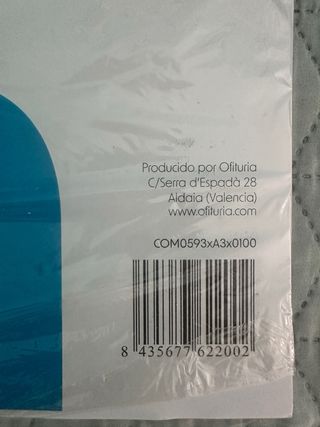 Producido por Ofituria
C/Serra d'Espadà 28
Aldaia (Valencia)
www.ofituria.com
COM0593xA3x0100
8 435677 622002